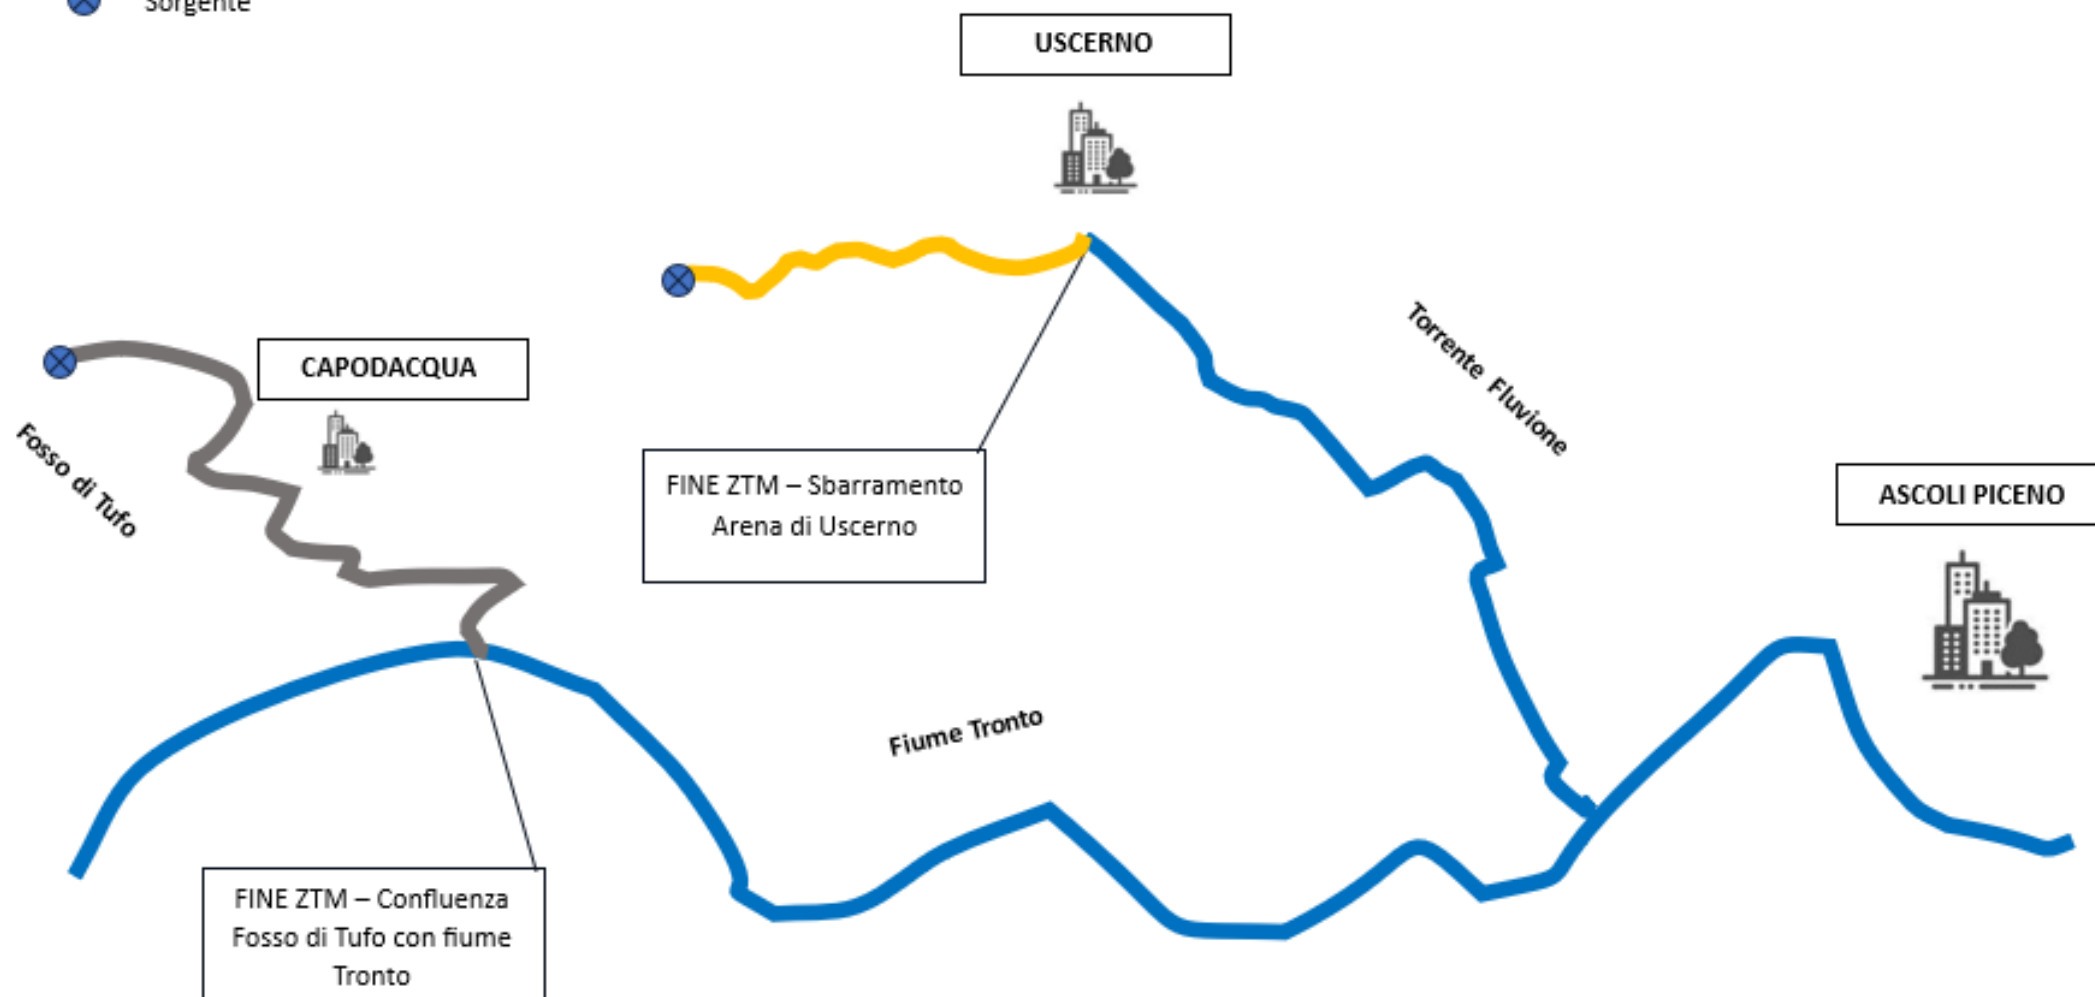 Sorgente
USCERNO
Torrente Fluvione
CAPODACQUA
Fosso di Tufo
FINE ZTM – Sbarramento
Arena di Uscerno
ASCOLI PICENO
Fiume Tronto
FINE ZTM – Confluenza
Fosso di Tufo con fiume
Tronto